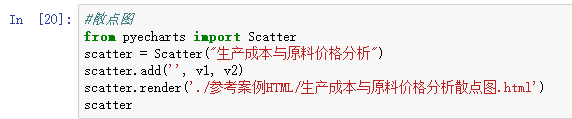 In [20]: #散点图
from pyecharts import Scatter
scatter = Scatter("生产成本与原料价格分析")
scatter.add('', v1, v2)
scatter.render('./参考案例HTML/生产成本与原料价格分析散点图.html')
scatter